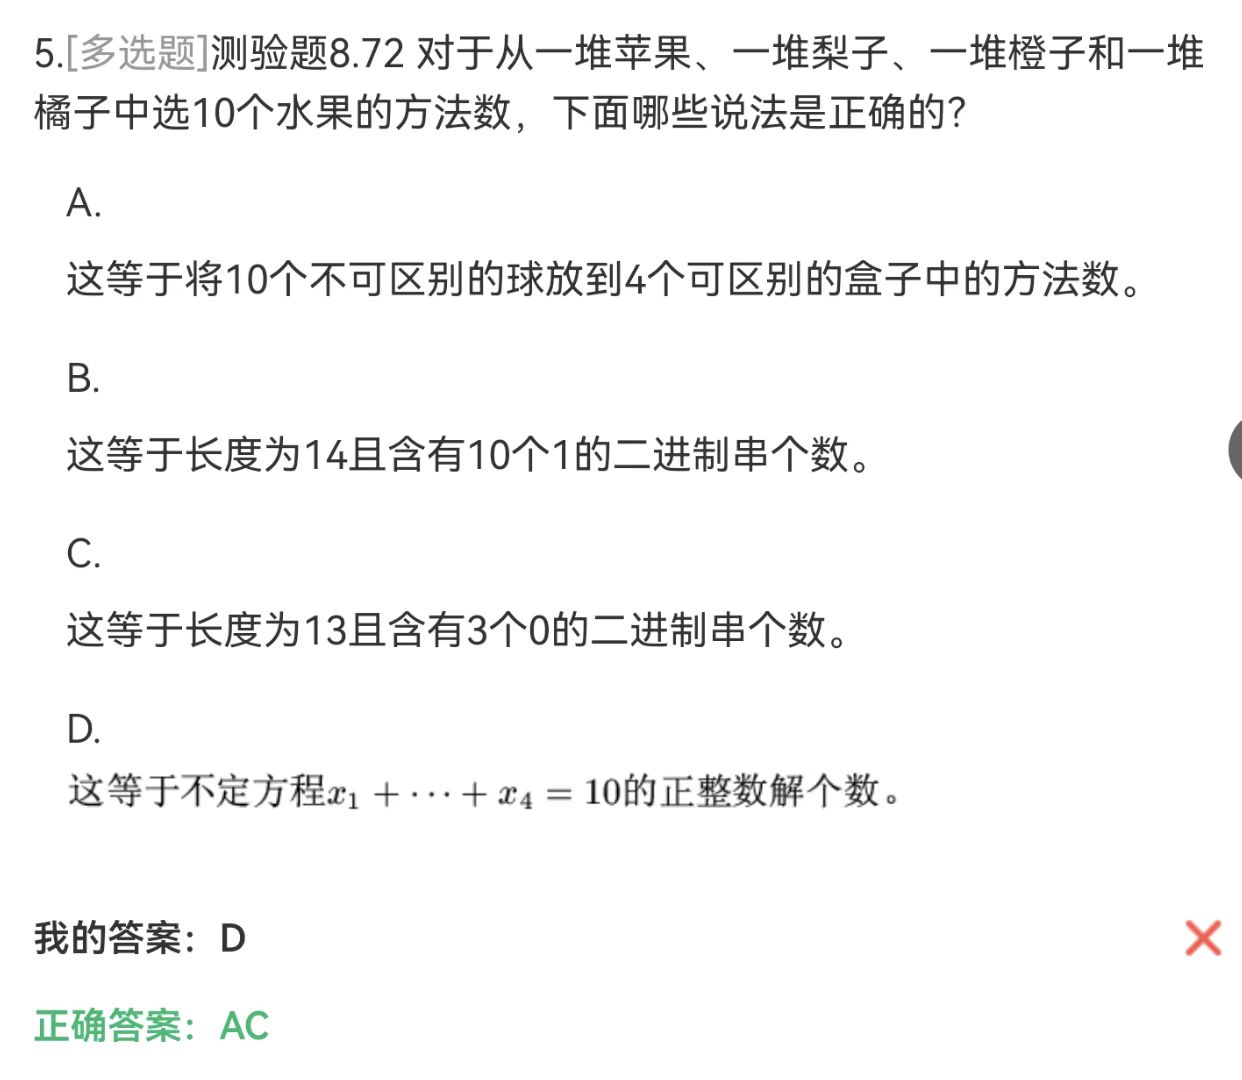 5.[多选题]测验题8.72 对于从一堆苹果、一堆梨子、一堆橙子和一堆
橘子中选10个水果的方法数，下面哪些说法是正确的？
A.
这等于将10个不可区别的球放到4个可区别的盒子中的方法数。
B.
这等于长度为14且含有10个1的二进制串个数。
C.
这等于长度为13且含有3个0的二进制串个数。
D.
这等于不定方程x₁ + ··· + x₄ = 10的正整数解个数。
我的答案：D
正确答案：AC